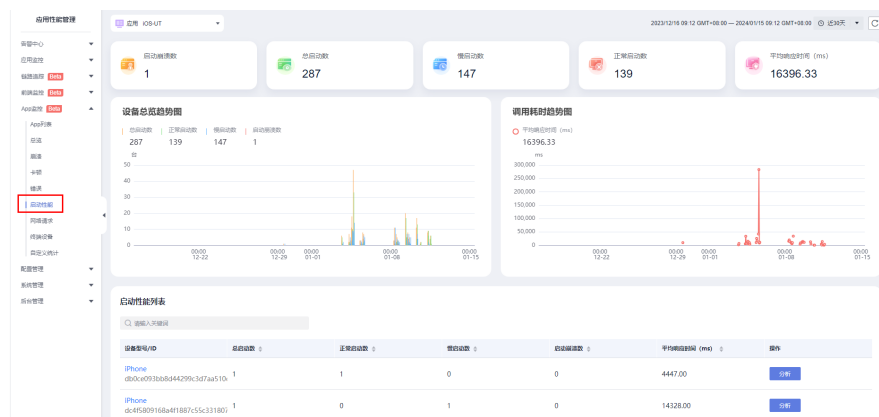 应用性能管理
应用 iOS-UT
2023/12/16 09:12 GMT+08:00 — 2024/01/15 09:12 GMT+08:00 近30天
告警中心
应用监控
链路追踪 Beta
前端监控 Beta
App监控 Beta
App列表
总览
崩溃
卡顿
错误
启动性能
网络请求
终端设备
自定义统计
配置管理
系统管理
后台管理
启动崩溃数
1
总启动数
287
慢启动数
147
正常启动数
139
平均响应时间 (ms)
16396.33
设备总览趋势图
总启动数 正常启动数 慢启动数 启动崩溃数
287 139 147 1
台
50
40
30
20
10
0
00:00 00:00 00:00 00:00 00:00
12-22 12-29 01-01 01-08 01-15
调用耗时趋势图
平均响应时间 (ms)
16396.33
ms
300,000
250,000
200,000
150,000
100,000
50,000
0
00:00 00:00 00:00 00:00 00:00
12-22 12-29 01-01 01-08 01-15
启动性能列表
请输入关键词
设备型号/ID 总启动数 正常启动数 慢启动数 启动崩溃数 平均响应时间 (ms) 操作
iPhone
db0ce093bb8d44299c3d7aa510 1 1 0 0 4447.00 分析
iPhone
dc4f5809168a4f1887c55c331807 1 0 1 0 14328.00 分析